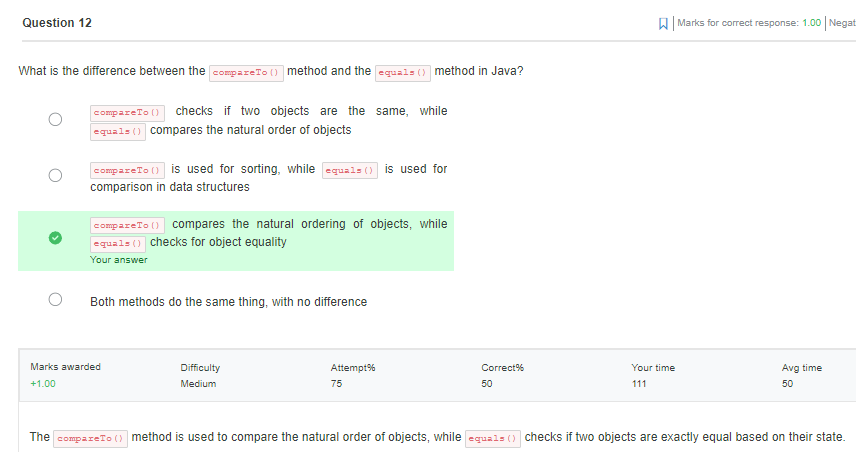 Question 12
Marks for correct response: 1.00 Negat
What is the difference between the compareTo() method and the equals() method in Java?
compareTo() checks if two objects are the same, while
equals() compares the natural order of objects
compareTo() is used for sorting, while equals() is used for
comparison in data structures
compareTo() compares the natural ordering of objects, while
equals() checks for object equality
Your answer
Both methods do the same thing, with no difference
Marks awarded Difficulty Attempt% Correct% Your time Avg time
+1.00 Medium 75 50 111 50
The compareTo() method is used to compare the natural order of objects, while equals() checks if two objects are exactly equal based on their state.